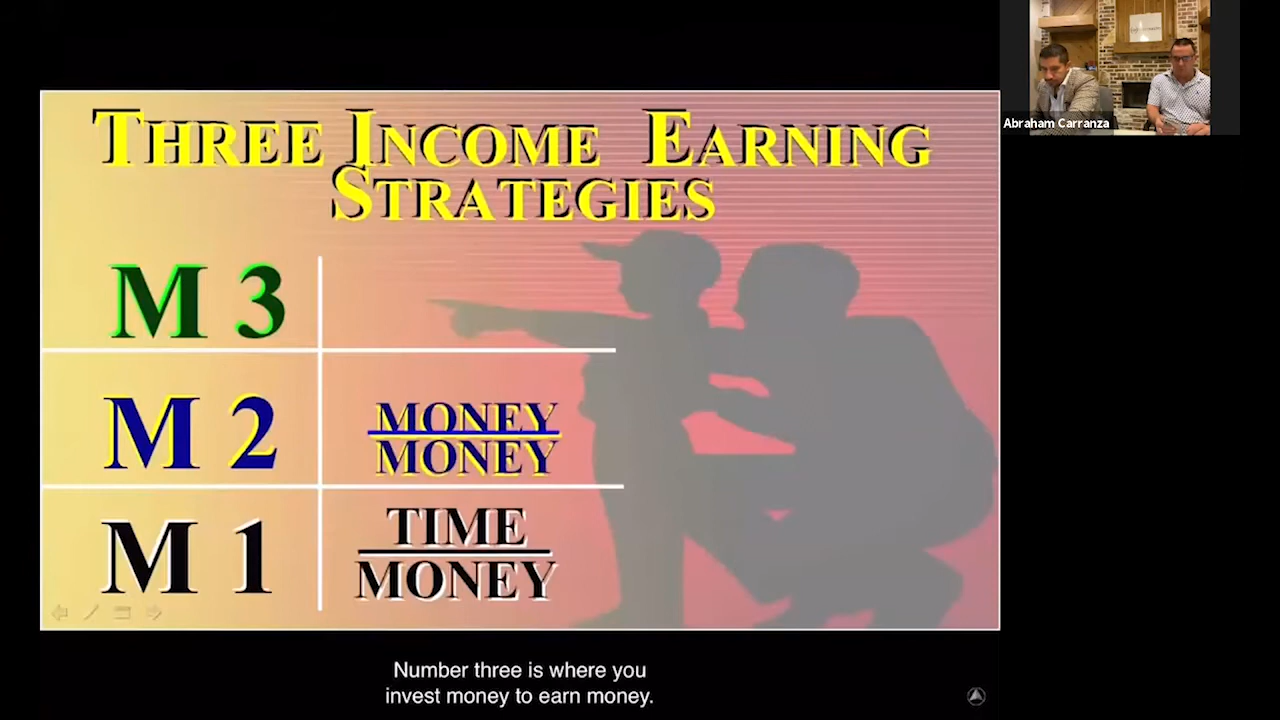 THREE INCOME EARNING
STRATEGIES
M 3
M 2
MONEY
MONEY
M 1
TIME
MONEY
Abraham Carranza
Number three is where you
invest money to earn money.